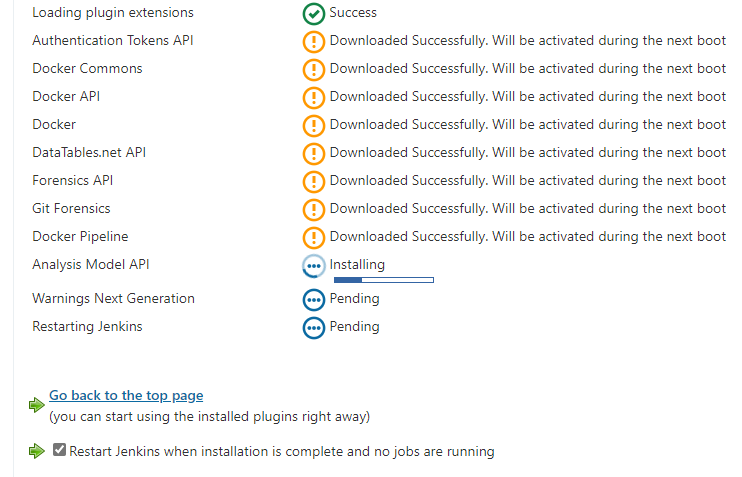 Loading plugin extensions Success
Authentication Tokens API Downloaded Successfully. Will be activated during the next boot
Docker Commons Downloaded Successfully. Will be activated during the next boot
Docker API Downloaded Successfully. Will be activated during the next boot
Docker Downloaded Successfully. Will be activated during the next boot
DataTables.net API Downloaded Successfully. Will be activated during the next boot
Forensics API Downloaded Successfully. Will be activated during the next boot
Git Forensics Downloaded Successfully. Will be activated during the next boot
Docker Pipeline Downloaded Successfully. Will be activated during the next boot
Analysis Model API Installing
Warnings Next Generation Pending
Restarting Jenkins Pending
Go back to the top page
(you can start using the installed plugins right away)
Restart Jenkins when installation is complete and no jobs are running